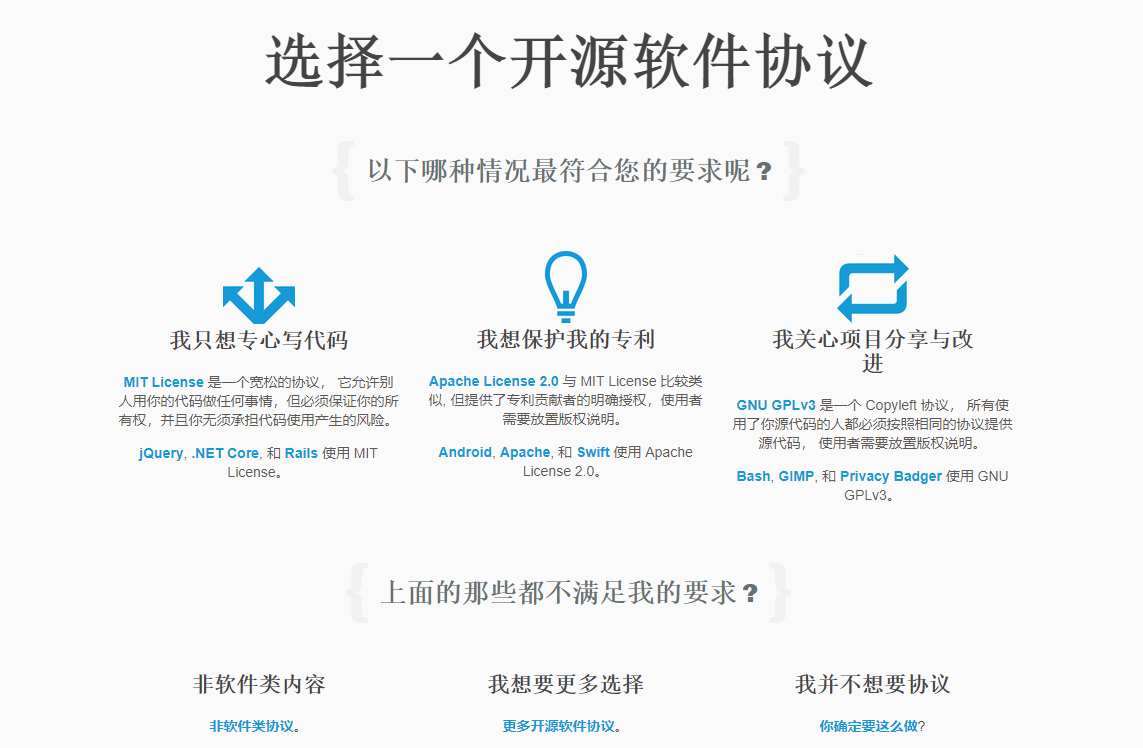 选择一个开源软件协议
{ 以下哪种情况最符合您的要求呢? }
我只想专心写代码
MIT License 是一个宽松的协议， 它允许别
人用你的代码做任何事情，但必须保证你的所
有权，并且你无须承担代码使用产生的风险。
jQuery, .NET Core, 和 Rails 使用 MIT
License。
我想保护我的专利
Apache License 2.0 与 MIT License 比较类
似, 但提供了专利贡献者的明确授权，使用者
需要放置版权说明。
Android, Apache, 和 Swift 使用 Apache
License 2.0。
我关心项目分享与改
进
GNU GPLv3 是一个 Copyleft 协议， 所有使
用了你源代码的人都必须按照相同的协议提供
源代码， 使用者需要放置版权说明。
Bash, GIMP, 和 Privacy Badger 使用 GNU
GPLv3。
{ 上面的那些都不满足我的要求? }
非软件类内容
非软件类协议。
我想要更多选择
更多开源软件协议。
我并不想要协议
你确定要这么做?